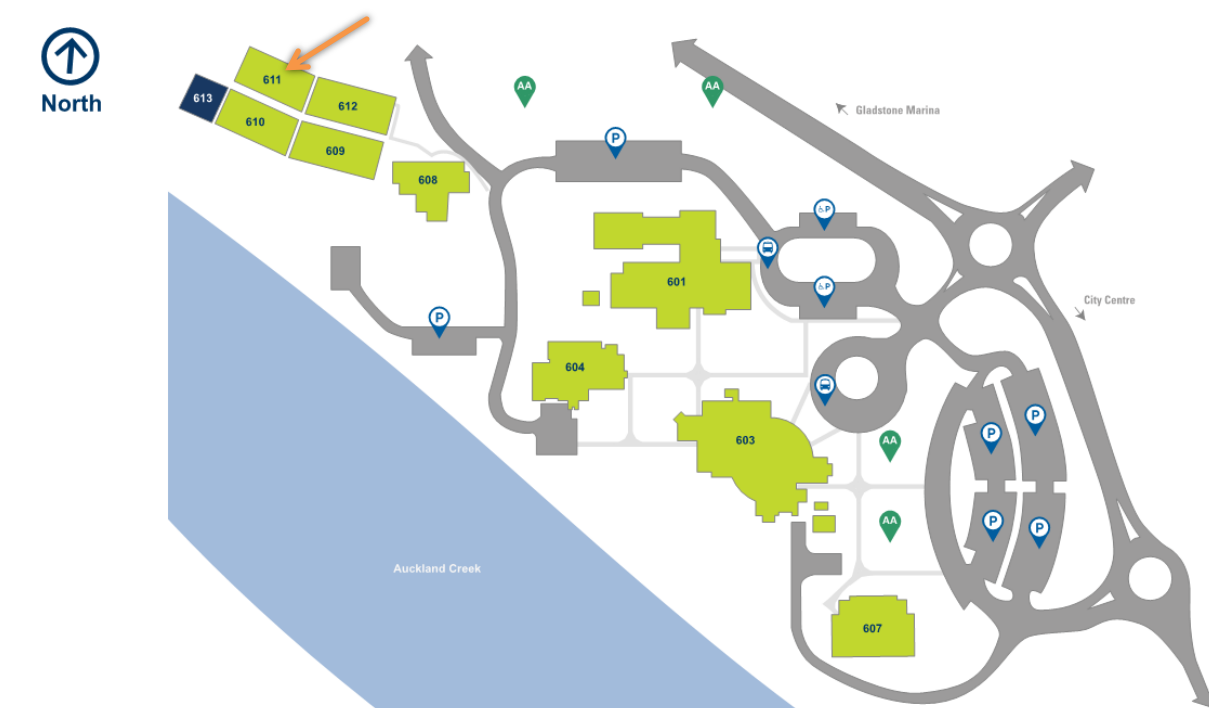 North
611
613
612
610
609
608
AA
AA
Gladstone Marina
P
♿P
601
♿P
City Centre
P
604
603
AA
P
P
AA
P
P
Auckland Creek
607